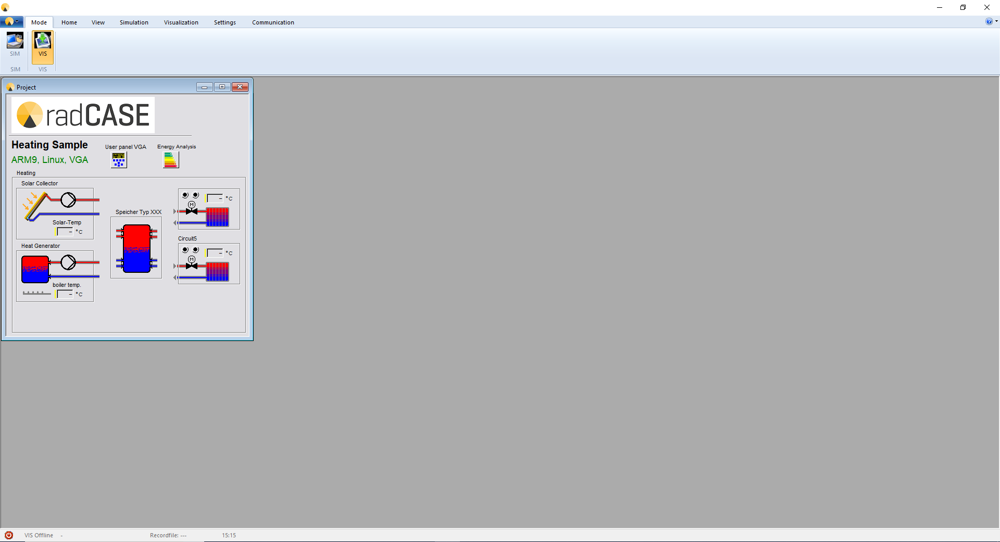 Mode Home View Simulation Visualization Settings Communication
SIM VIS
SIM VIS
Project
radCASE
Heating Sample
User panel VGA Energy Analysis
ARM9, Linux, VGA
Heating
Solar Collector
Solar-Temp
– °C
Heat Generator
boiler temp.
– °C
Speicher Typ XXX
– °C
M
Circuit5
– °C
M
VIS Offline - Recordfile: --- 15:15